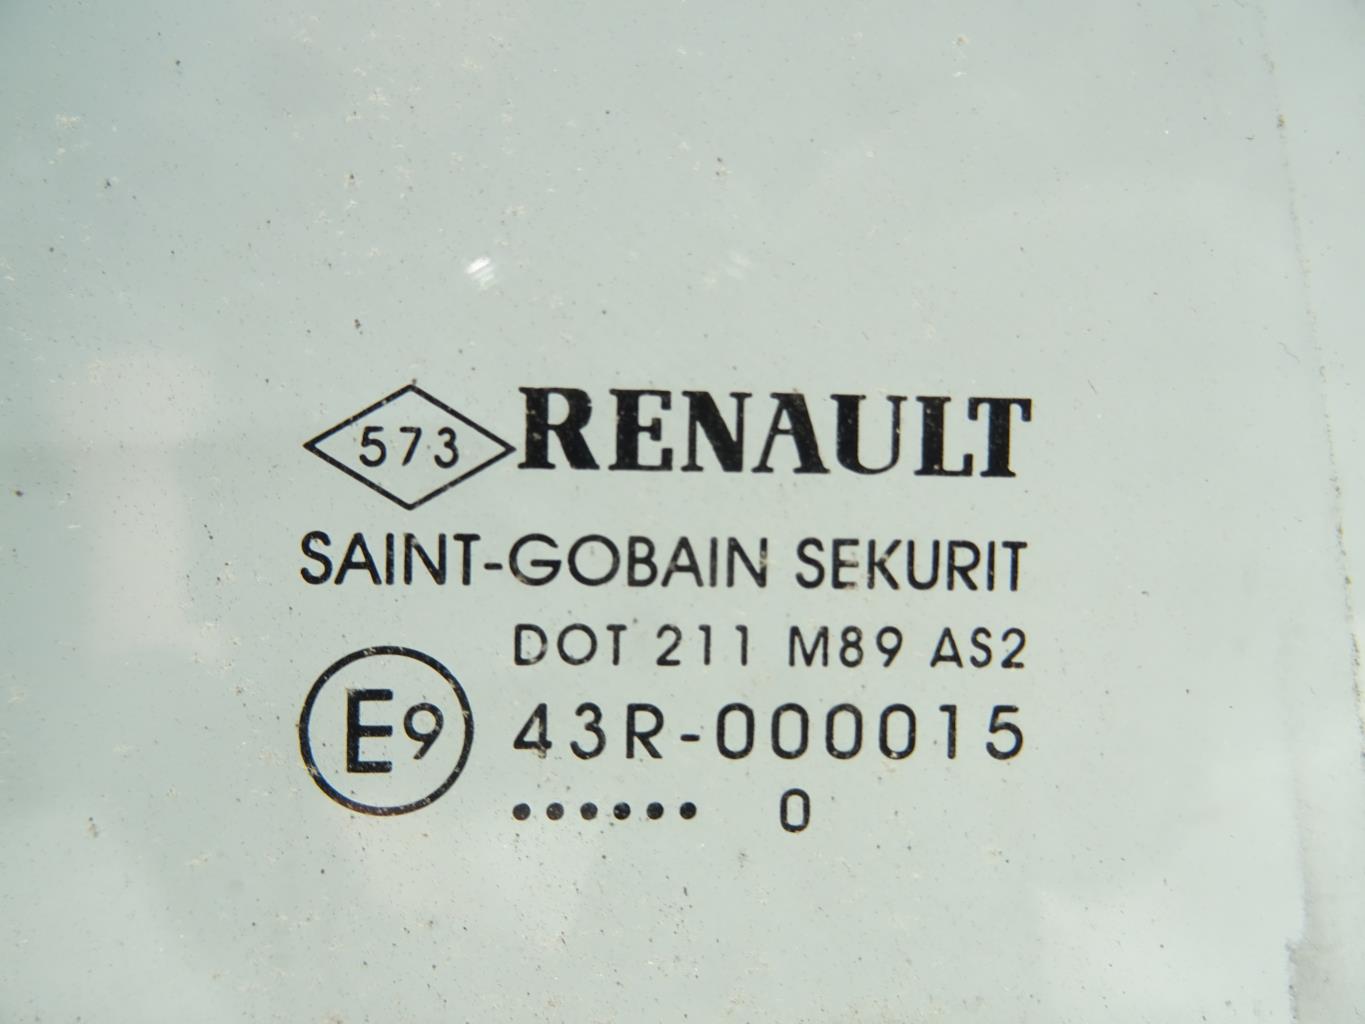 573 RENAULT
SAINT-GOBAIN SEKURIT
DOT 211 M89 AS2
E9 43R-000015
...... 0